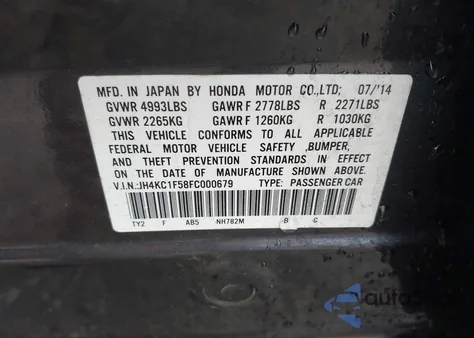 MFD. IN JAPAN BY HONDA MOTOR CO.,LTD; 07/'14
GVWR 4993LBS GAWR F 2778LBS R 2271LBS
GVWR 2265KG GAWR F 1260KG R 1030KG
THIS VEHICLE CONFORMS TO ALL APPLICABLE
FEDERAL MOTOR VEHICLE SAFETY ,BUMPER,
AND THEFT PREVENTION STANDARDS IN EFFECT
ON THE DATE OF MANUFACTURE SHOWN ABOVE.
V.I.N.:JH4KC1F58FC000679 TYPE: PASSENGER CAR
TY2 F AB5 NH782M B G